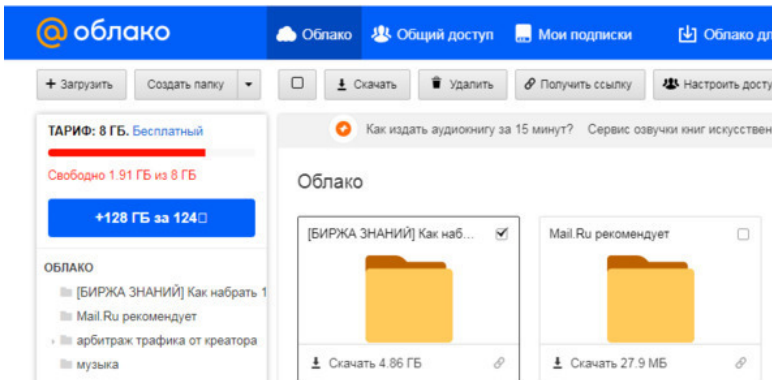 облако
Облако Общий доступ Мои подписки Облако дл
+ Загрузить Создать папку Скачать Удалить Получить ссылку Настроить досту
ТАРИФ: 8 ГБ. Бесплатный
Как издать аудиокнигу за 15 минут? Сервис озвучки книг искусствен
Свободно 1.91 ГБ из 8 ГБ
Облако
+128 ГБ за 124
[БИРЖА ЗНАНИЙ] Как наб...
Mail.Ru рекомендует
ОБЛАКО
[БИРЖА ЗНАНИЙ] Как набрать 1
Mail.Ru рекомендует
арбитраж трафика от креатора
музыка
Скачать 4.86 ГБ
Скачать 27.9 МБ